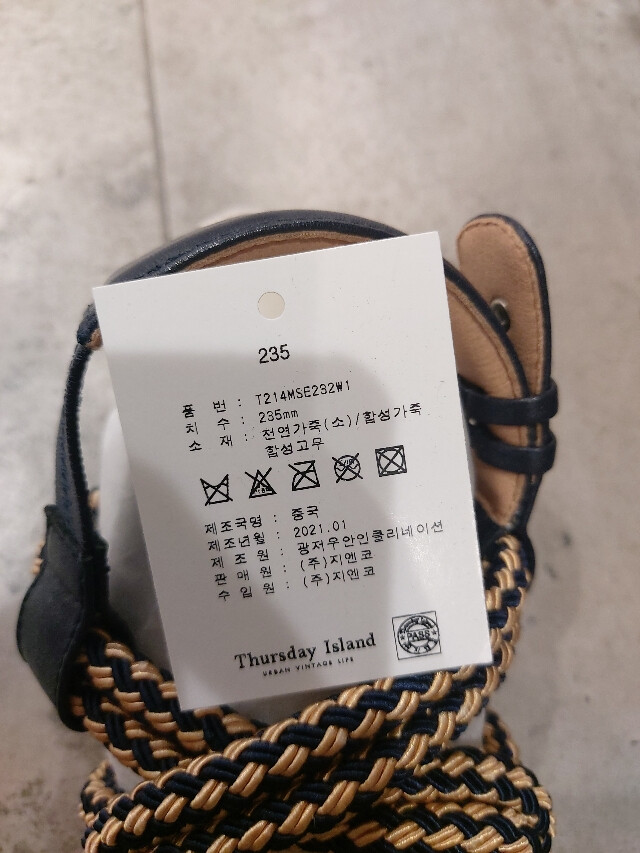 235
품 번 : T214MSE232W1
치 수 : 235mm
소 재 : 천연가죽(소)/합성가죽
합성고무
제조국명 : 중국
제조년월 : 2021.01
제 조 원 : 광저우안인클리네이션
판 매 원 : (주)지엔코
수 입 원 : (주)지엔코
Thursday Island
URBAN VINTAGE LIFE
PASS